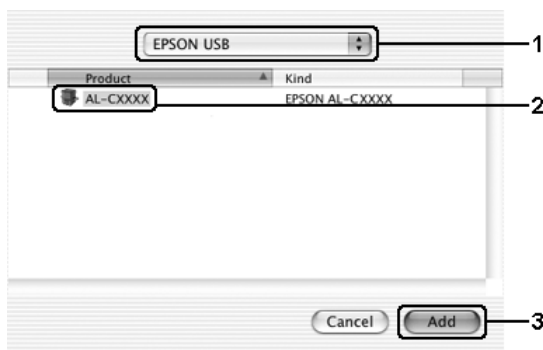 EPSON USB
1
Product Kind
AL-CXXXX EPSON AL-CXXXX
2
Cancel Add
3